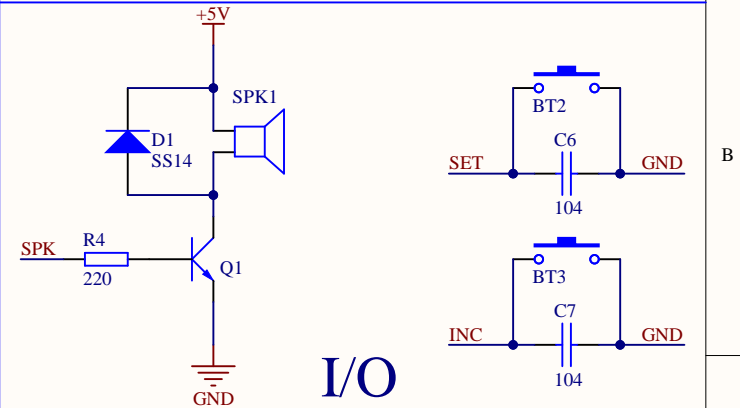 +5V
SPK1
D1
SS14
SPK
R4
220
Q1
GND
BT2
C6
SET
GND
104
BT3
C7
INC
GND
104
I/O
B